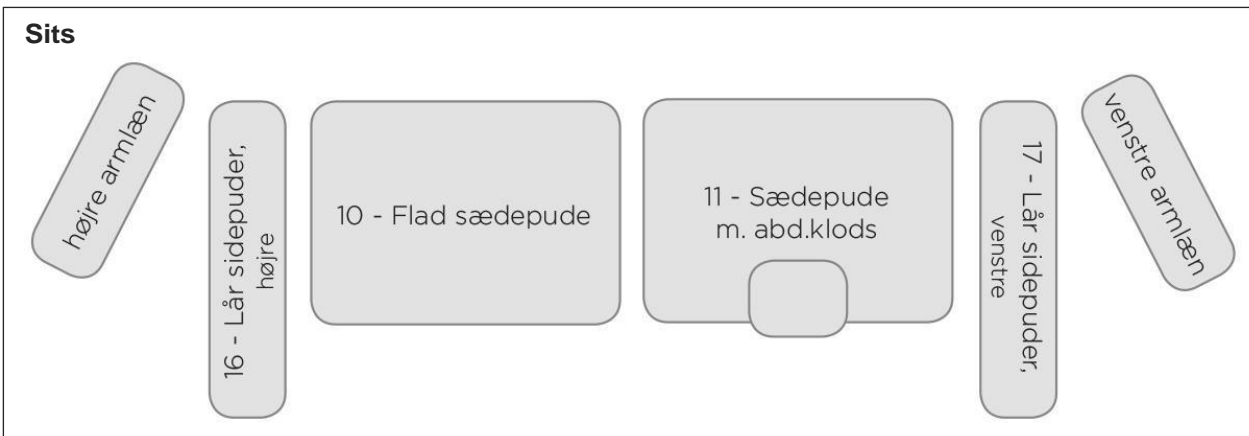 Sits
højre armlæn
16 - Lår sidepuder,
højre
10 - Flad sædepude
11 - Sædepude
m. abd.klods
17 - Lår sidepuder,
venstre
venstre armlæn